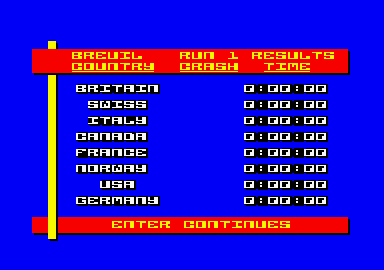 BREUIL RUN 1 RESULTS
COUNTRY CRASH TIME
BRITAIN 0:00:00
SWISS 0:00:00
ITALY 0:00:00
CANADA 0:00:00
FRANCE 0:00:00
NORWAY 0:00:00
USA 0:00:00
GERMANY 0:00:00
ENTER CONTINUES